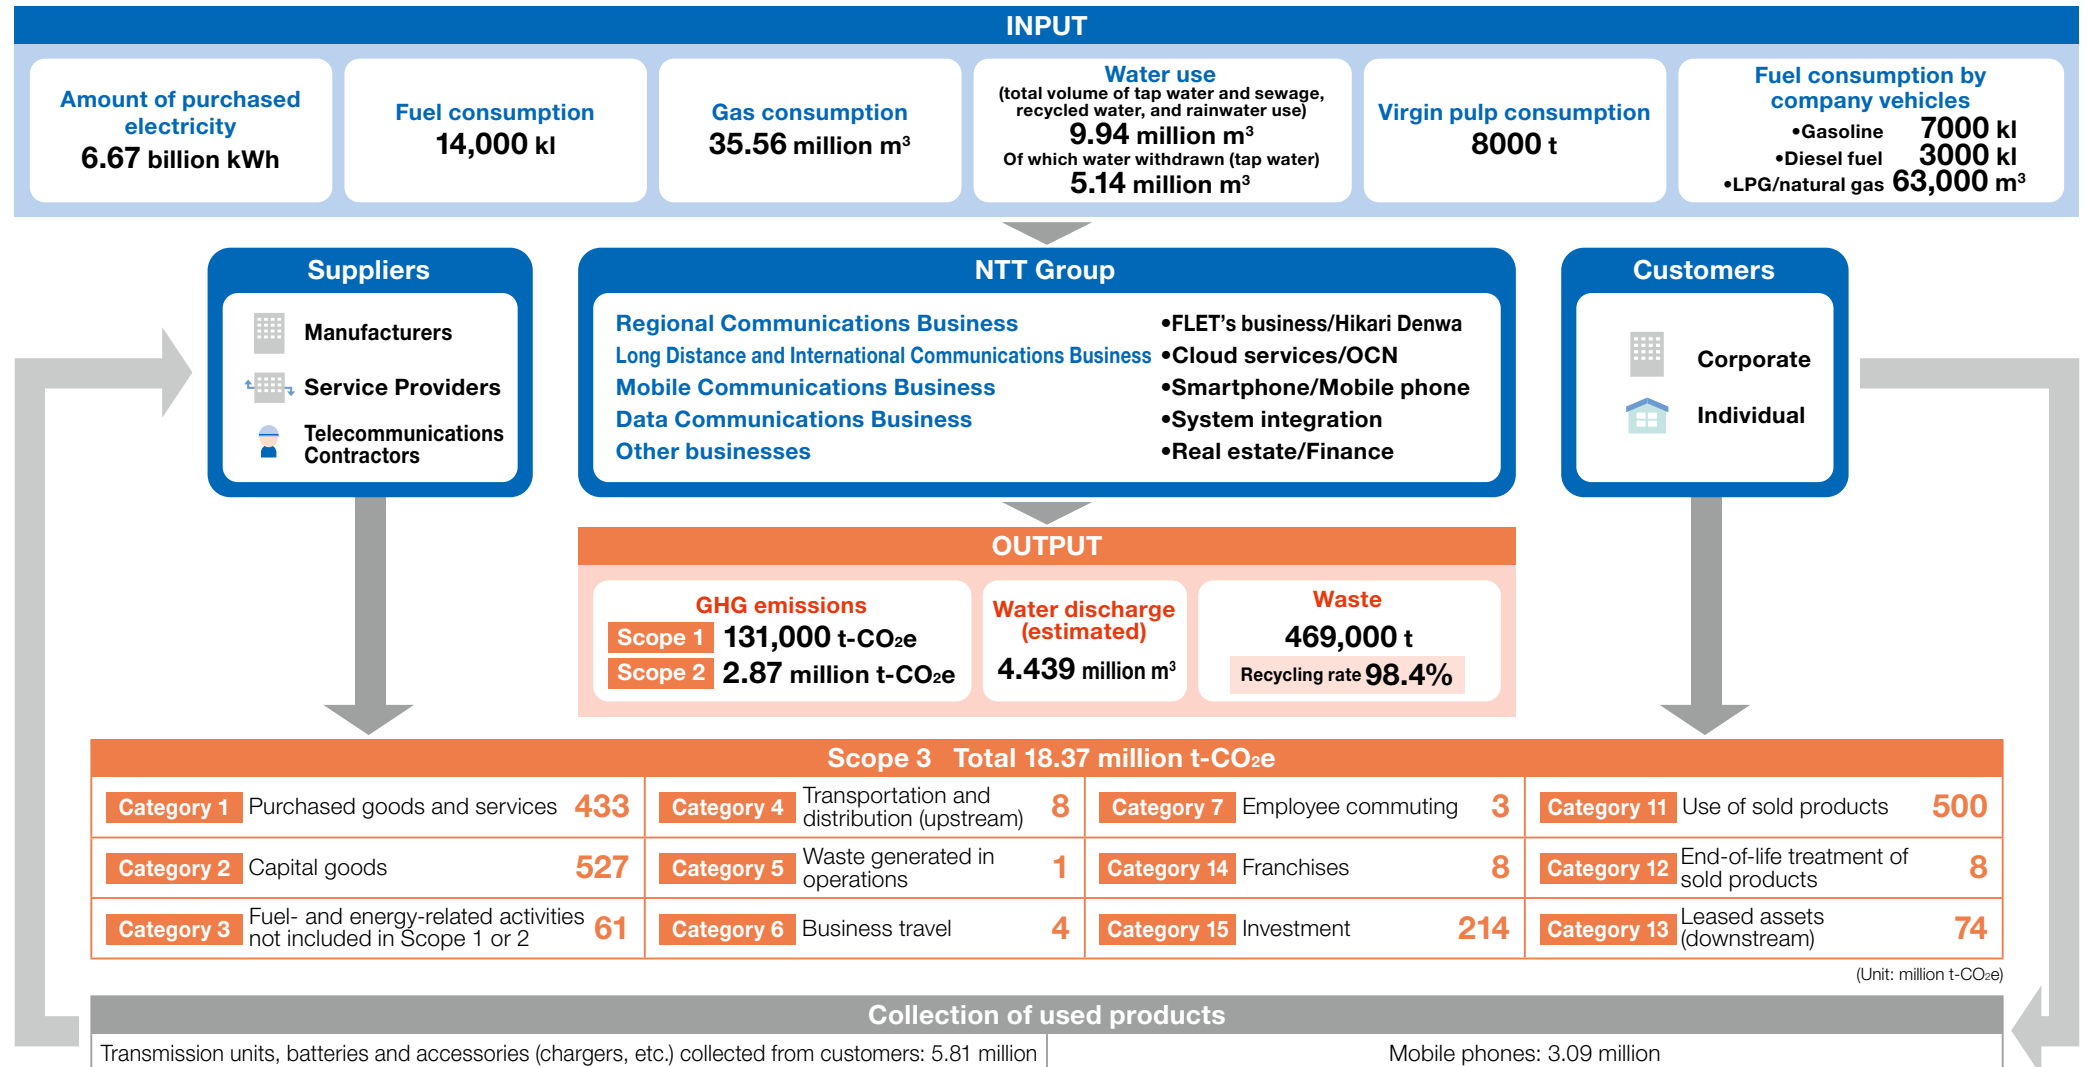 INPUT
Amount of purchased
electricity
6.67 billion kWh
Fuel consumption
14,000 kl
Gas consumption
35.56 million m³
Water use
(total volume of tap water and sewage,
recycled water, and rainwater use)
9.94 million m³
Of which water withdrawn (tap water)
5.14 million m³
Virgin pulp consumption
8000 t
Fuel consumption by
company vehicles
•Gasoline 7000 kl
•Diesel fuel 3000 kl
•LPG/natural gas 63,000 m³
Suppliers
Manufacturers
Service Providers
Telecommunications
Contractors
NTT Group
Regional Communications Business •FLET's business/Hikari Denwa
Long Distance and International Communications Business •Cloud services/OCN
Mobile Communications Business •Smartphone/Mobile phone
Data Communications Business •System integration
Other businesses •Real estate/Finance
Customers
Corporate
Individual
OUTPUT
GHG emissions
Scope 1 131,000 t-CO₂e
Scope 2 2.87 million t-CO₂e
Water discharge
(estimated)
4.439 million m³
Waste
469,000 t
Recycling rate 98.4%
Scope 3 Total 18.37 million t-CO₂e
Category 1 Purchased goods and services 433
Category 2 Capital goods 527
Category 3 Fuel- and energy-related activities
not included in Scope 1 or 2 61
Category 4 Transportation and
distribution (upstream) 8
Category 5 Waste generated in
operations 1
Category 6 Business travel 4
Category 7 Employee commuting 3
Category 14 Franchises 8
Category 15 Investment 214
Category 11 Use of sold products 500
Category 12 End-of-life treatment of
sold products 8
Category 13 Leased assets
(downstream) 74
(Unit: million t-CO₂e)
Collection of used products
Transmission units, batteries and accessories (chargers, etc.) collected from customers: 5.81 million
Mobile phones: 3.09 million